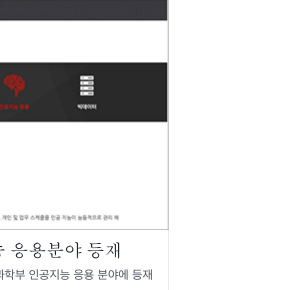 인공지능 응용 빅데이터
, 개인 및 업무 스케줄을 인공 지능이 능동적으로 관리 해
응용분야 등재
과학부 인공지능 응용 분야에 등재